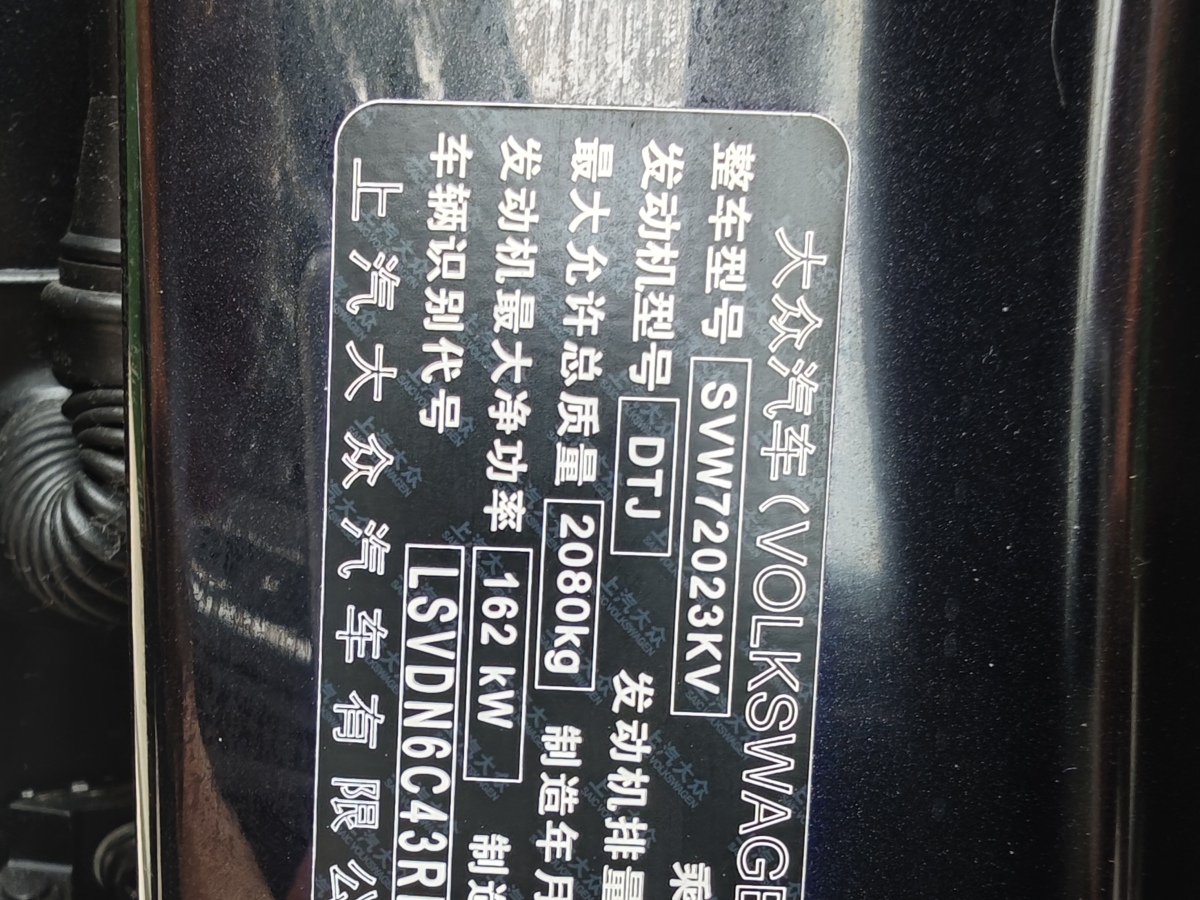 大众汽车(VOLKSWAGE
整车型号 SVW72023KV 乘
发动机型号 DTJ 发动机排量
最大允许总质量 2080kg 制造年月
发动机最大净功率 162 kW 制造
车辆识别代号 LSVDN6C43R
上汽大众汽车有限公